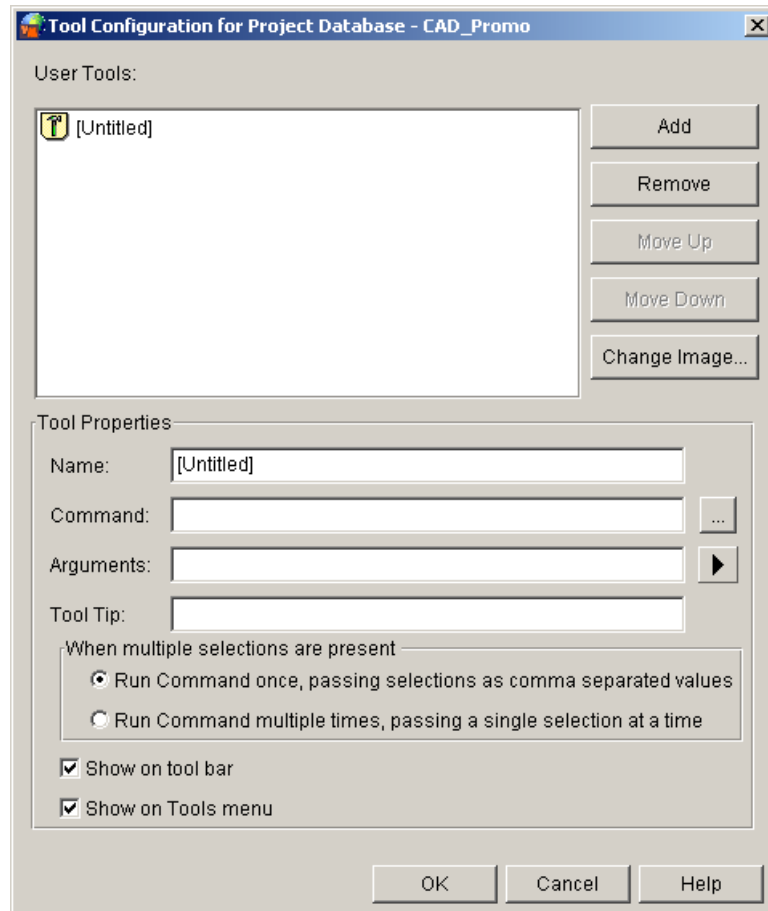 Tool Configuration for Project Database - CAD_Promo
User Tools:
[Untitled]
Add
Remove
Move Up
Move Down
Change Image...
Tool Properties
Name:
[Untitled]
Command:
...
Arguments:
Tool Tip:
When multiple selections are present
Run Command once, passing selections as comma separated values
Run Command multiple times, passing a single selection at a time
Show on tool bar
Show on Tools menu
OK
Cancel
Help